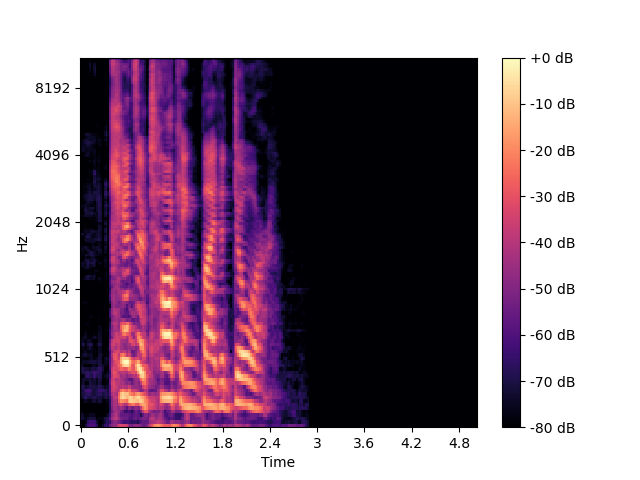 8192
4096
2048
1024
512
0
Hz
0 0.6 1.2 1.8 2.4 3 3.6 4.2 4.8
Time
+0 dB
-10 dB
-20 dB
-30 dB
-40 dB
-50 dB
-60 dB
-70 dB
-80 dB